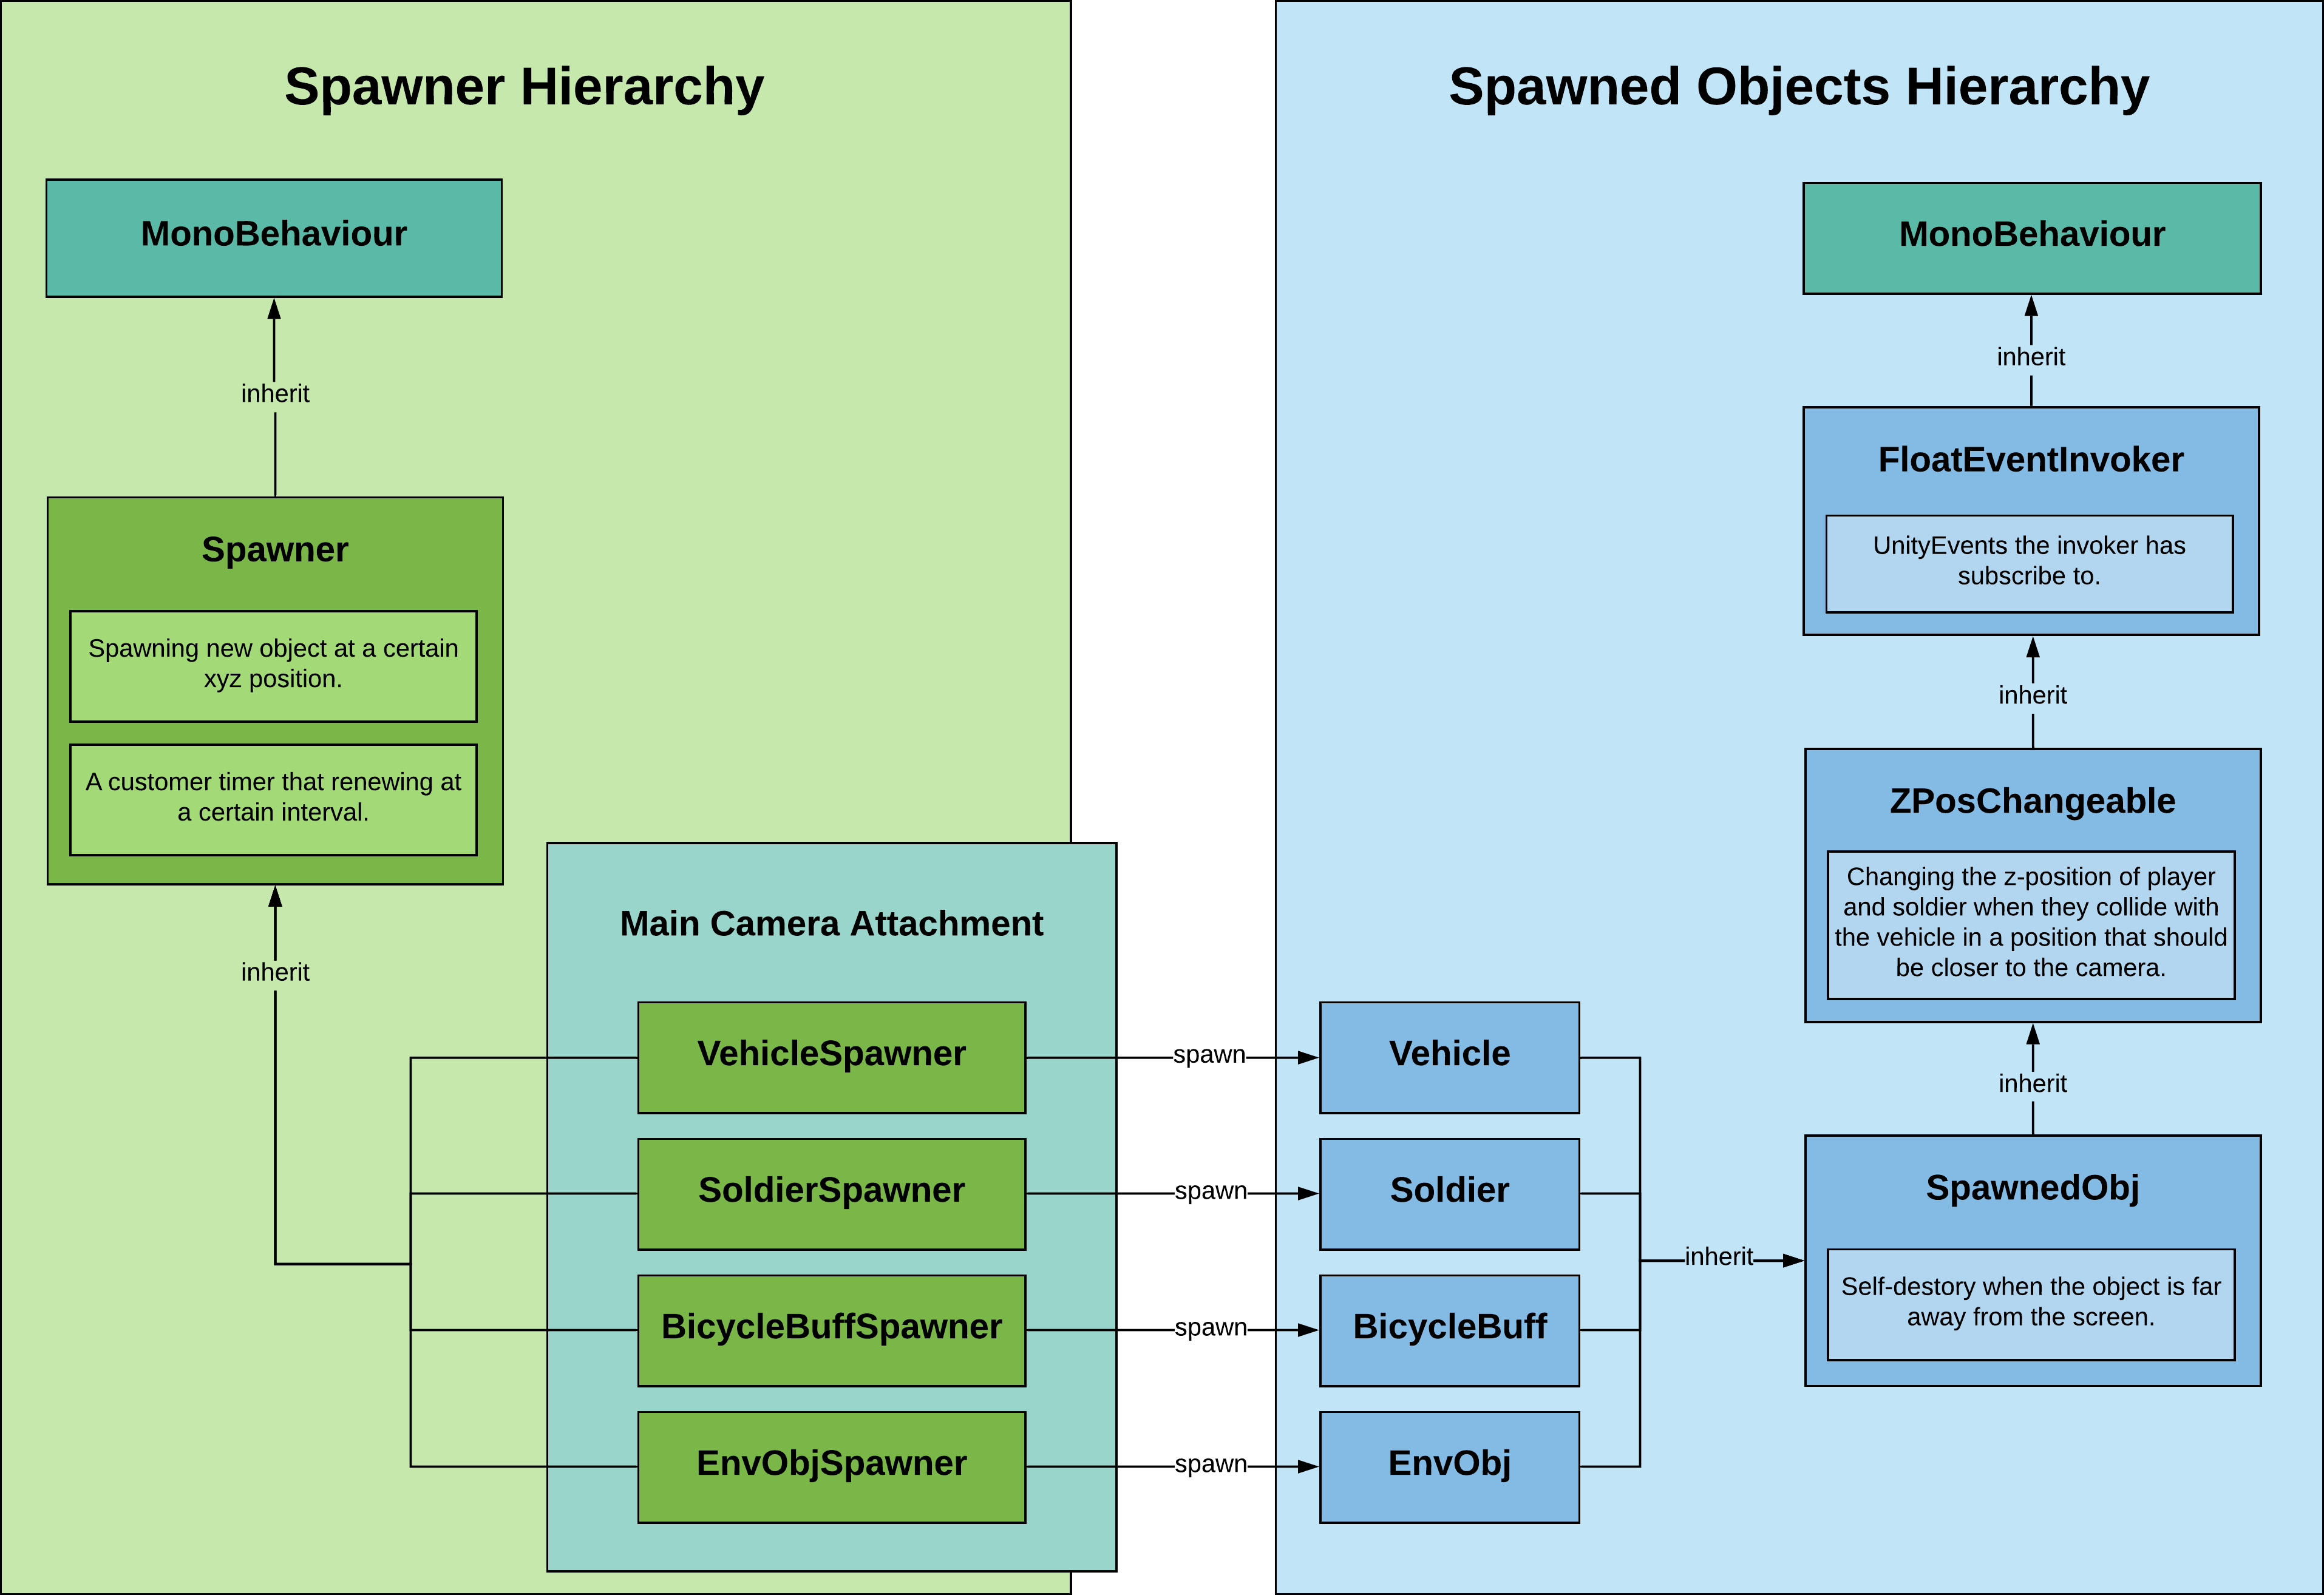 Spawner Hierarchy
MonoBehaviour
inherit
Spawner
Spawning new object at a certain
xyz position.
A customer timer that renewing at
a certain interval.
inherit
Main Camera Attachment
VehicleSpawner
SoldierSpawner
BicycleBuffSpawner
EnvObjSpawner
spawn
spawn
spawn
spawn
Spawned Objects Hierarchy
MonoBehaviour
inherit
FloatEventInvoker
UnityEvents the invoker has
subscribe to.
inherit
ZPosChangeable
Changing the z-position of player
and soldier when they collide with
the vehicle in a position that should
be closer to the camera.
inherit
SpawnedObj
Self-destory when the object is far
away from the screen.
inherit
Vehicle
Soldier
BicycleBuff
EnvObj